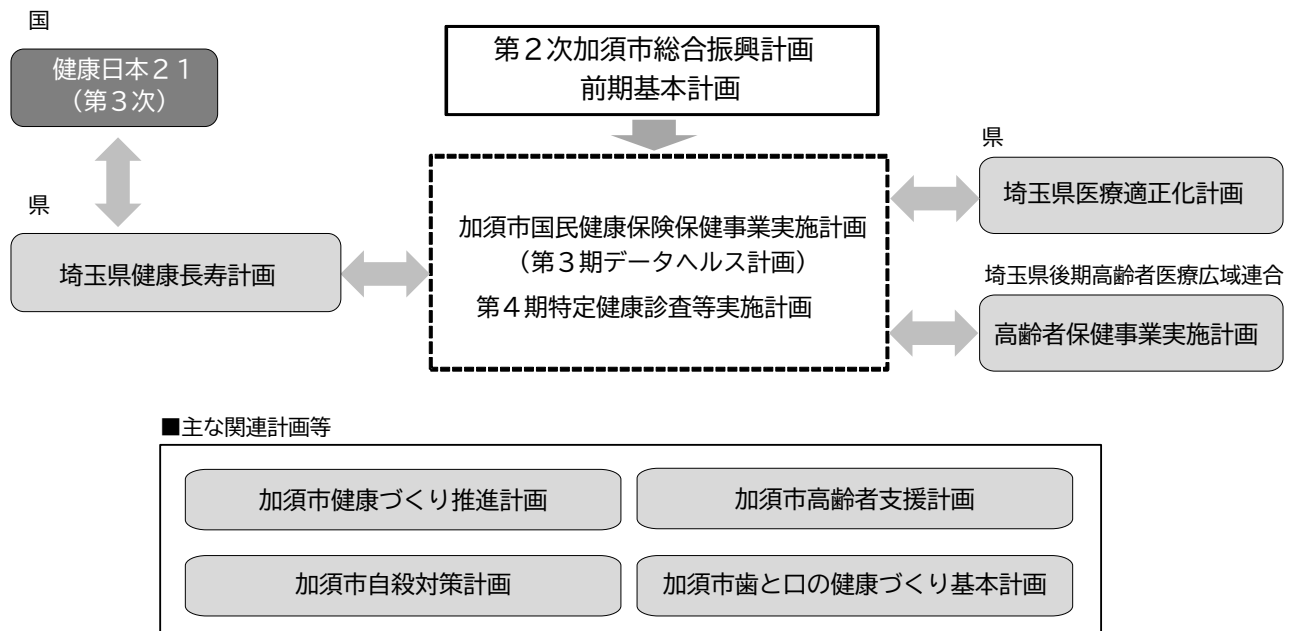 国
健康日本２１
（第３次）
第２次加須市総合振興計画
前期基本計画
県
埼玉県健康長寿計画
加須市国民健康保険保健事業実施計画
（第３期データヘルス計画）
第４期特定健康診査等実施計画
県
埼玉県医療適正化計画
埼玉県後期高齢者医療広域連合
高齢者保健事業実施計画
■主な関連計画等
加須市健康づくり推進計画
加須市高齢者支援計画
加須市自殺対策計画
加須市歯と口の健康づくり基本計画